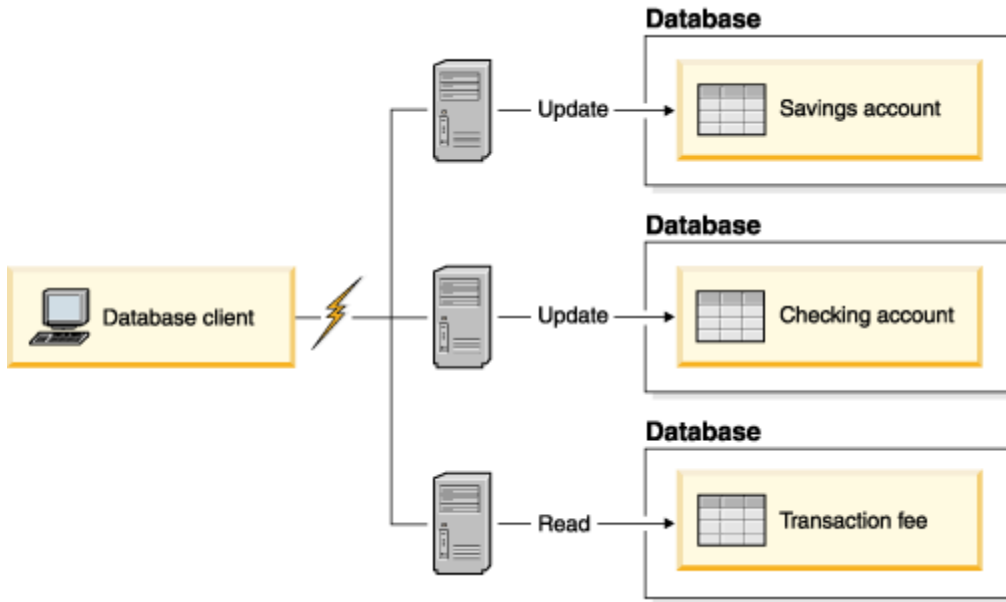 Database
Update
Savings account
Database
Database client
Update
Checking account
Database
Read
Transaction fee